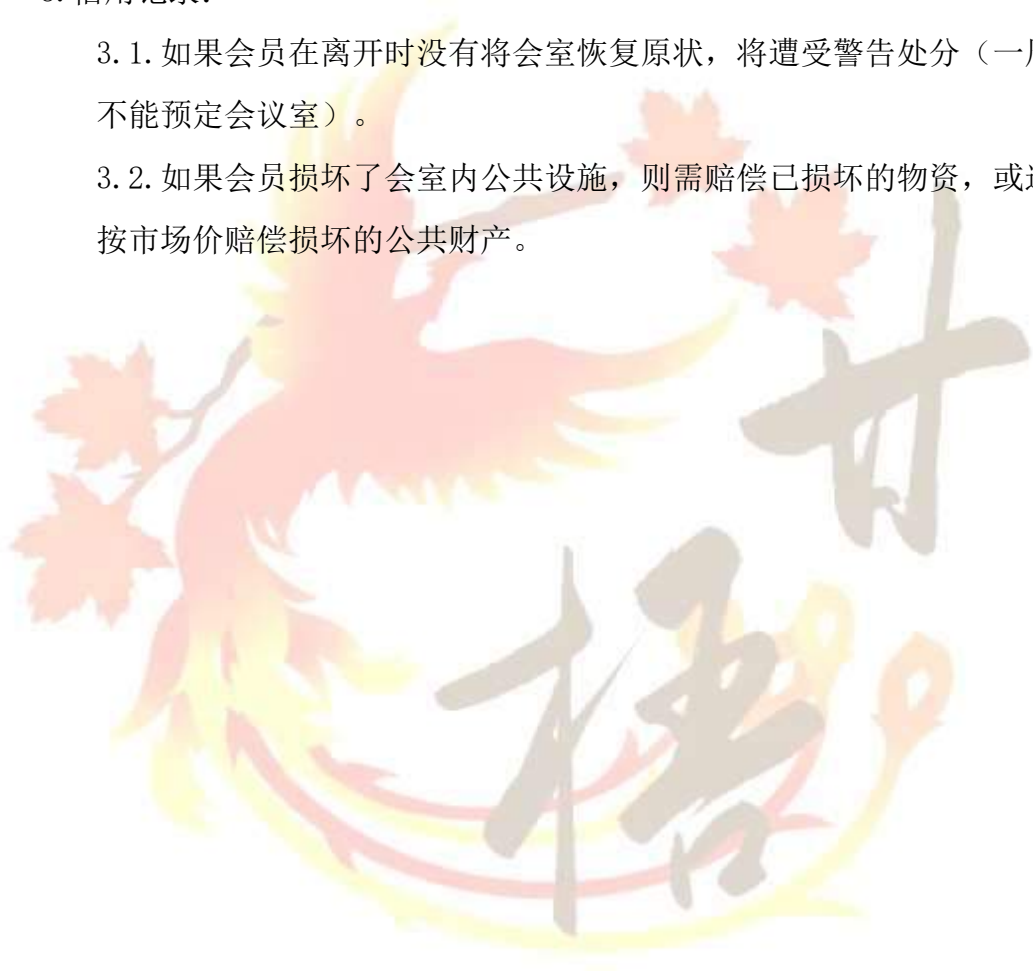 3.1.如果会员在离开时没有将会室恢复原状，将遭受警告处分（一
不能预定会议室）。
3.2.如果会员损坏了会室内公共设施，则需赔偿已损坏的物资，或
按市场价赔偿损坏的公共财产。
甘
梧